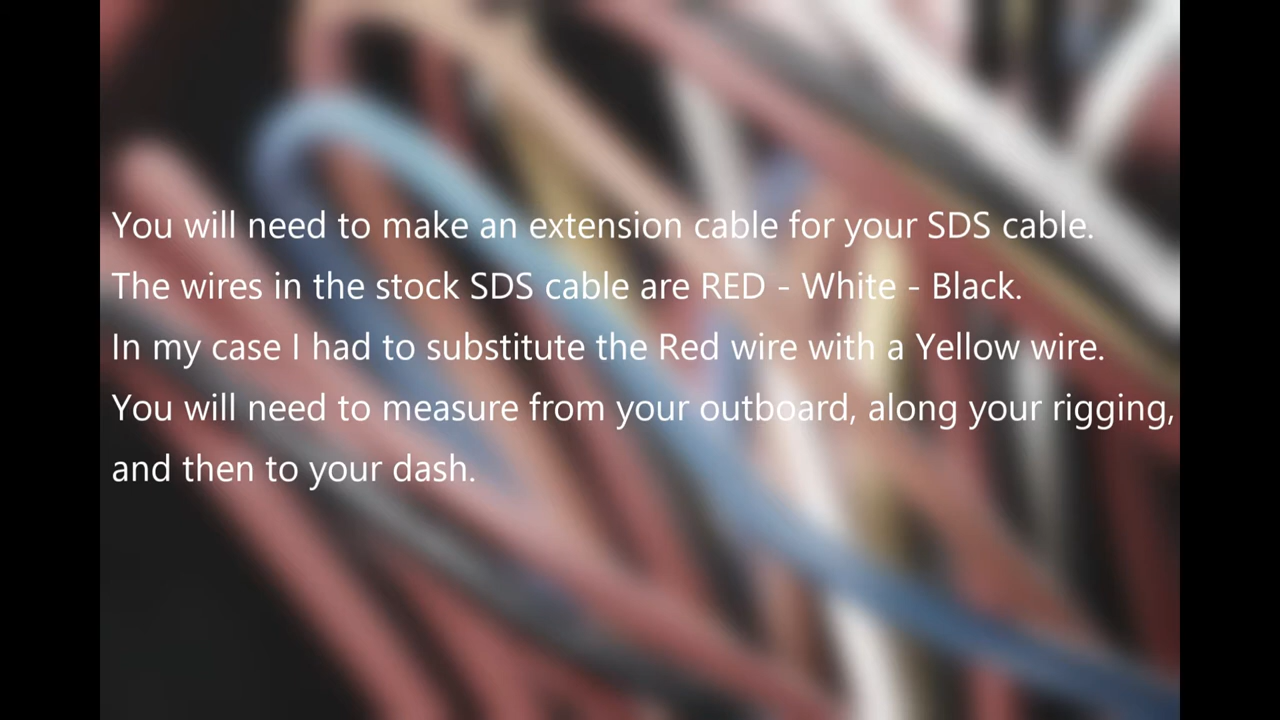 You will need to make an extension cable for your SDS cable.
The wires in the stock SDS cable are RED - White - Black.
In my case I had to substitute the Red wire with a Yellow wire.
You will need to measure from your outboard, along your rigging,
and then to your dash.